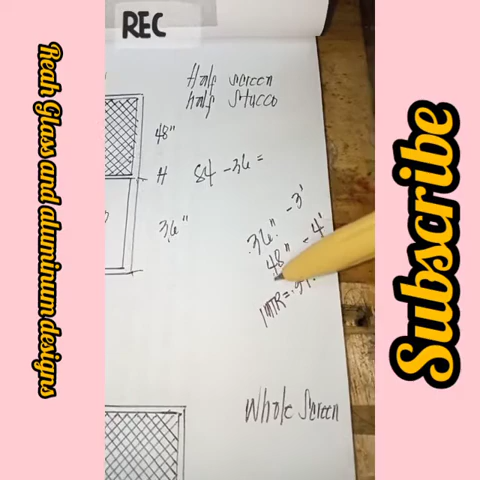 REC
Reah Glass and aluminum designs
Half Screen
Half Stucco
48"
H 84 - 36 =
36"
36" - 3'
48" - 4'
1MTR =
Whole Screen
Subscribe